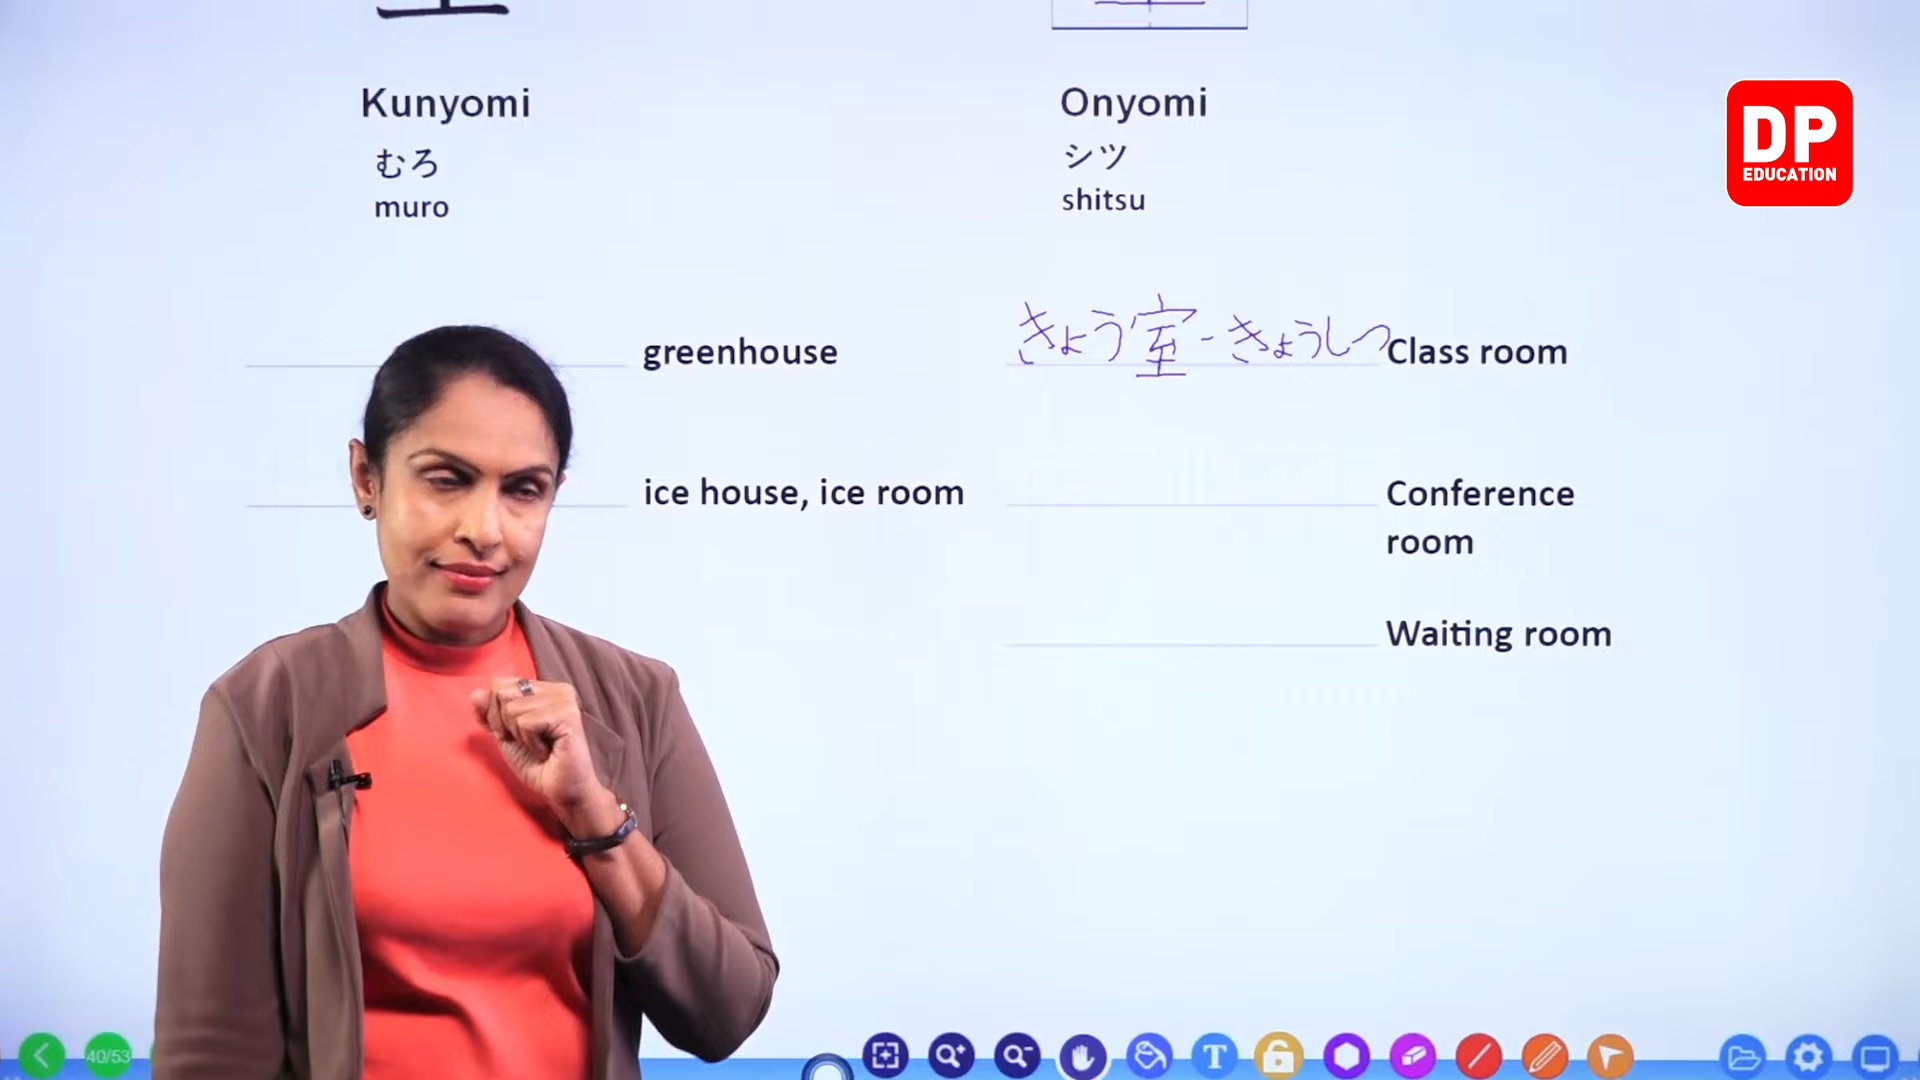 Kunyomi
むろ
muro
greenhouse
ice house, ice room
Onyomi
シツ
shitsu
きょう室-きょうしつ Class room
Conference
room
Waiting room
DP
EDUCATION
40/53
T